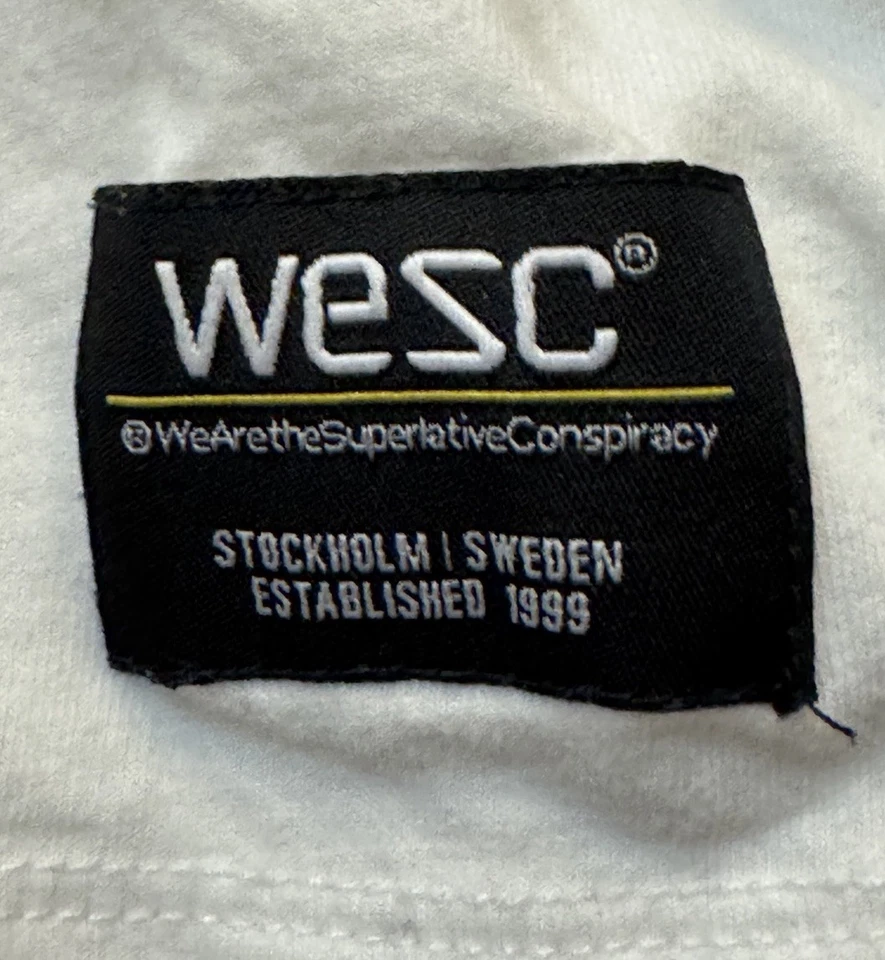 wesc®
®WeAretheSuperlativeConspiracy
STOCKHOLM | SWEDEN
ESTABLISHED 1999